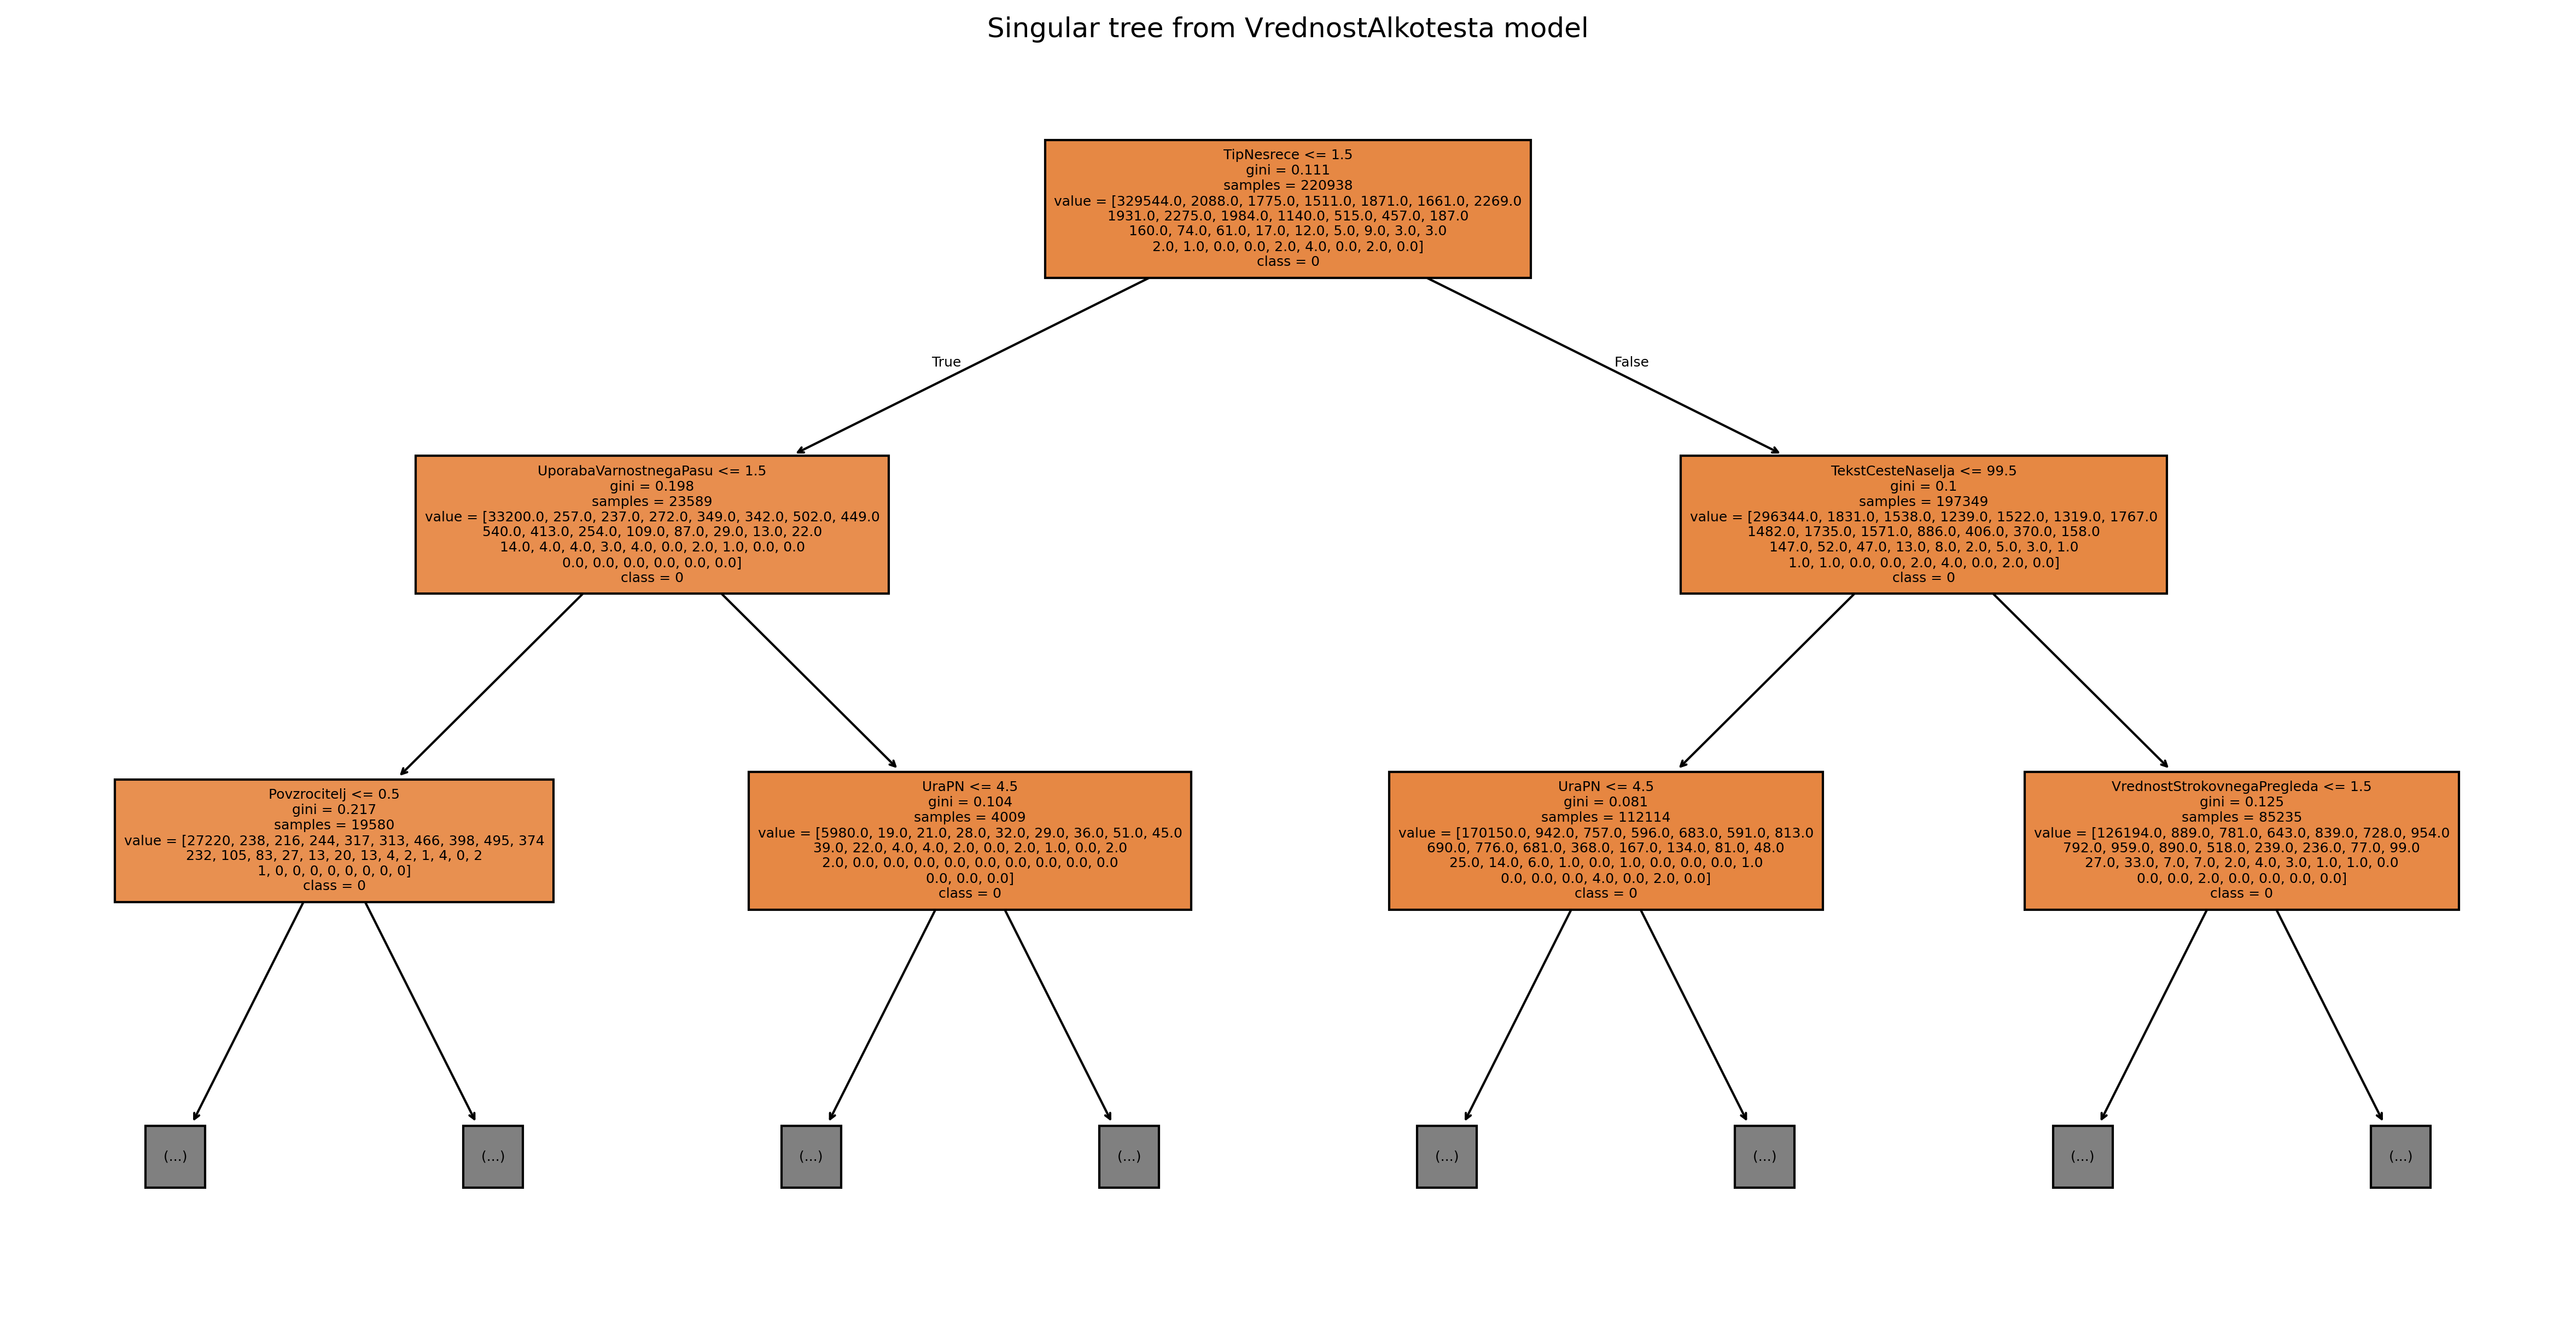 Singular tree from VrednostAlkotesta model
TipNesrece <= 1.5
gini = 0.111
samples = 220938
value = [329544.0, 2088.0, 1775.0, 1511.0, 1871.0, 1661.0, 2269.0
1931.0, 2275.0, 1984.0, 1140.0, 515.0, 457.0, 187.0
160.0, 74.0, 61.0, 17.0, 12.0, 5.0, 9.0, 3.0, 3.0
2.0, 1.0, 0.0, 0.0, 2.0, 4.0, 0.0, 2.0, 0.0]
class = 0
True
False
UporabaVarnostnegaPasu <= 1.5
gini = 0.198
samples = 23589
value = [33200.0, 257.0, 237.0, 272.0, 349.0, 342.0, 502.0, 449.0
540.0, 413.0, 254.0, 109.0, 87.0, 29.0, 13.0, 22.0
14.0, 4.0, 4.0, 3.0, 4.0, 0.0, 2.0, 1.0, 0.0, 0.0
0.0, 0.0, 0.0, 0.0, 0.0, 0.0]
class = 0
TekstCesteNaselja <= 99.5
gini = 0.1
samples = 197349
value = [296344.0, 1831.0, 1538.0, 1239.0, 1522.0, 1319.0, 1767.0
1482.0, 1735.0, 1571.0, 886.0, 406.0, 370.0, 158.0
147.0, 52.0, 47.0, 13.0, 8.0, 2.0, 5.0, 3.0, 1.0
1.0, 1.0, 0.0, 0.0, 2.0, 4.0, 0.0, 2.0, 0.0]
class = 0
Povzrocitelj <= 0.5
gini = 0.217
samples = 19580
value = [27220, 238, 216, 244, 317, 313, 466, 398, 495, 374
232, 105, 83, 27, 13, 20, 13, 4, 2, 1, 4, 0, 2
1, 0, 0, 0, 0, 0, 0, 0, 0]
class = 0
UraPN <= 4.5
gini = 0.104
samples = 4009
value = [5980.0, 19.0, 21.0, 28.0, 32.0, 29.0, 36.0, 51.0, 45.0
39.0, 22.0, 4.0, 4.0, 2.0, 0.0, 2.0, 1.0, 0.0, 2.0
2.0, 0.0, 0.0, 0.0, 0.0, 0.0, 0.0, 0.0, 0.0, 0.0
0.0, 0.0, 0.0]
class = 0
UraPN <= 4.5
gini = 0.081
samples = 112114
value = [170150.0, 942.0, 757.0, 596.0, 683.0, 591.0, 813.0
690.0, 776.0, 681.0, 368.0, 167.0, 134.0, 81.0, 48.0
25.0, 14.0, 6.0, 1.0, 0.0, 1.0, 0.0, 0.0, 0.0, 1.0
0.0, 0.0, 0.0, 4.0, 0.0, 2.0, 0.0]
class = 0
VrednostStrokovnegaPregleda <= 1.5
gini = 0.125
samples = 85235
value = [126194.0, 889.0, 781.0, 643.0, 839.0, 728.0, 954.0
792.0, 959.0, 890.0, 518.0, 239.0, 236.0, 77.0, 99.0
27.0, 33.0, 7.0, 7.0, 2.0, 4.0, 3.0, 1.0, 1.0, 0.0
0.0, 0.0, 2.0, 0.0, 0.0, 0.0, 0.0]
class = 0
(...)
(...)
(...)
(...)
(...)
(...)
(...)
(...)